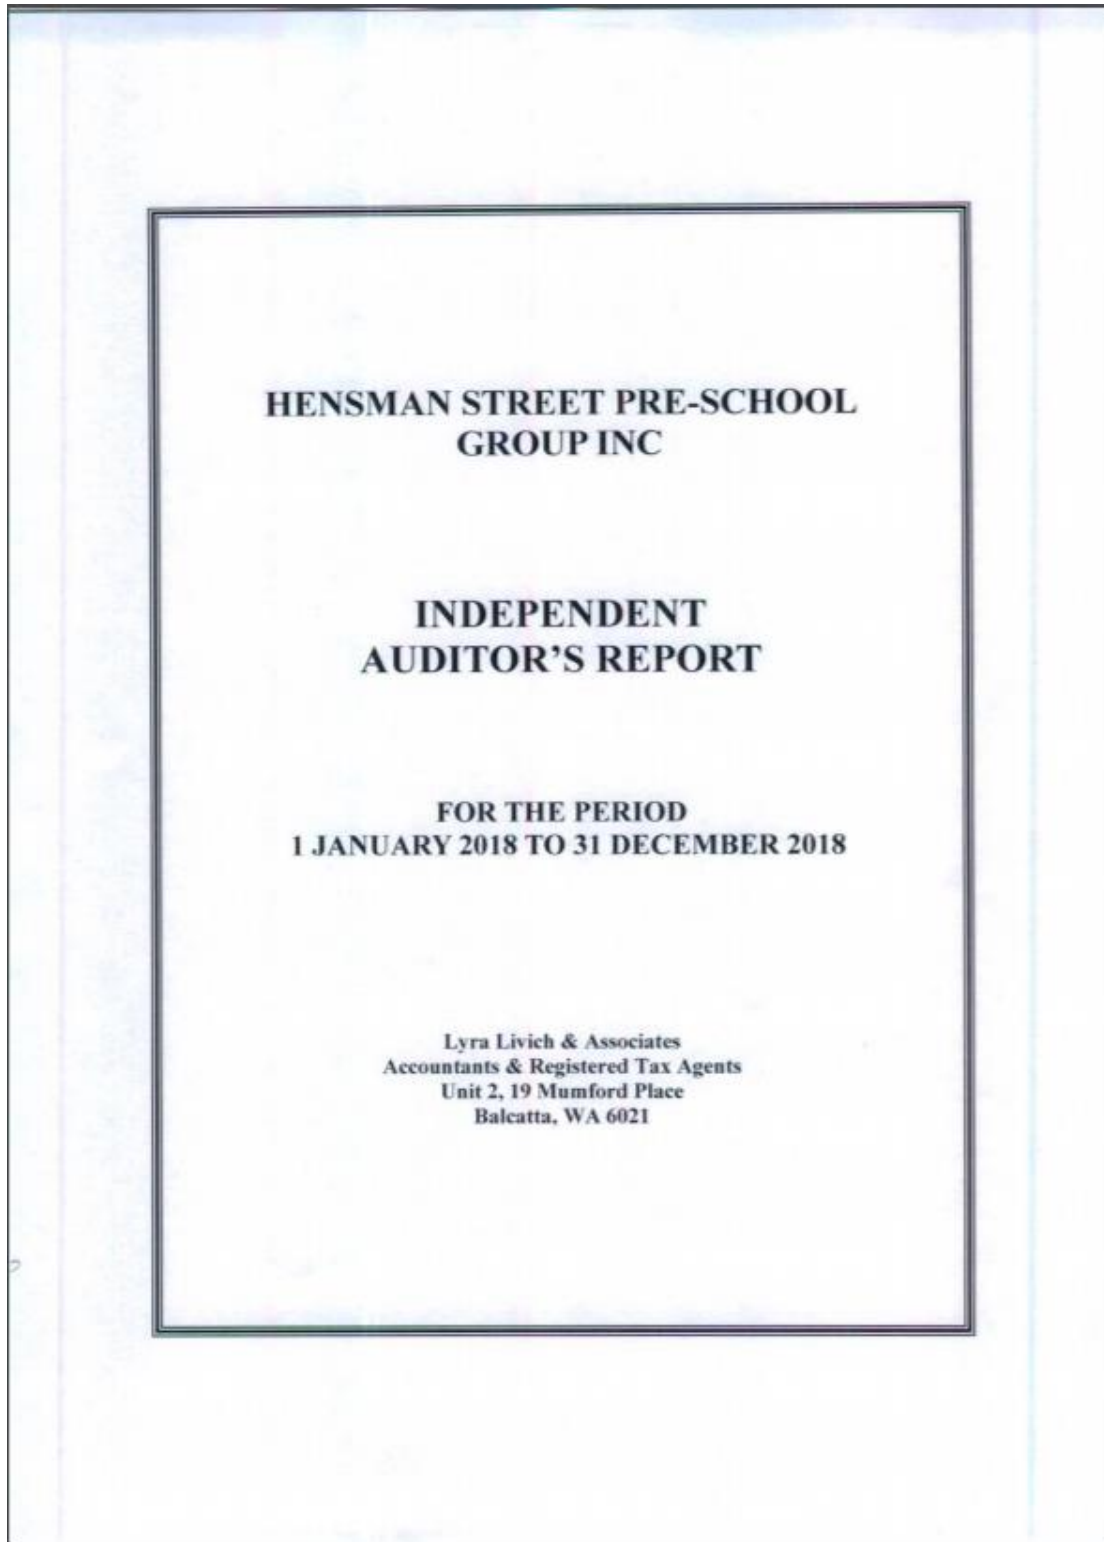 HENSMAN STREET PRE-SCHOOL
GROUP INC
INDEPENDENT
AUDITOR'S REPORT
FOR THE PERIOD
1 JANUARY 2018 TO 31 DECEMBER 2018
Lyra Livich & Associates
Accountants & Registered Tax Agents
Unit 2, 19 Mumford Place
Balcatta, WA 6021